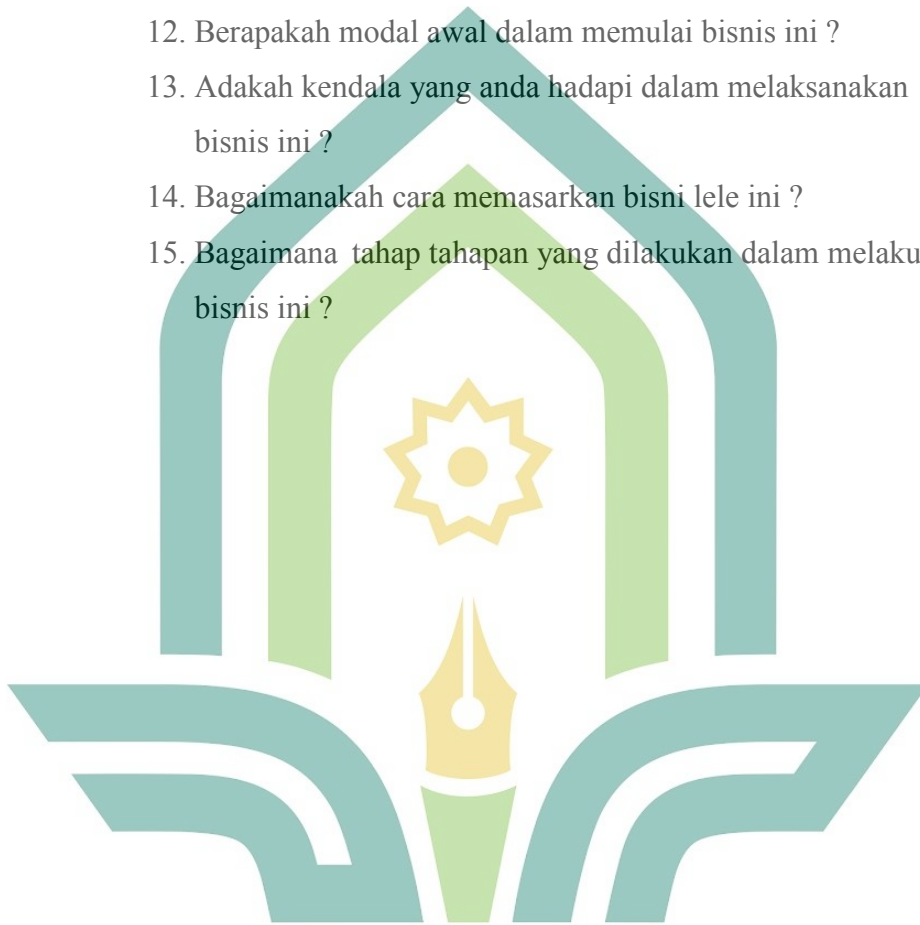 12. Berapakah modal awal dalam memulai bisnis ini ?
13. Adakah kendala yang anda hadapi dalam melaksanakan
bisnis ini ?
14. Bagaimanakah cara memasarkan bisni lele ini ?
15. Bagaimana tahap tahapan yang dilakukan dalam melaku
bisnis ini ?